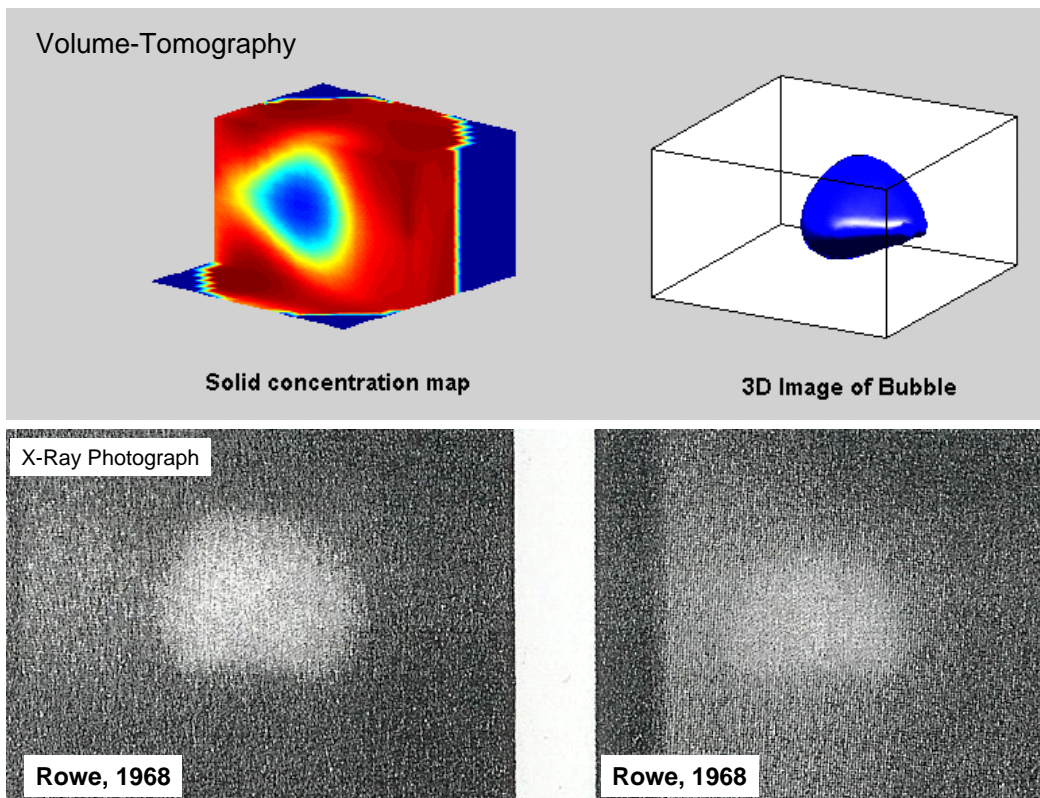 Volume-Tomography
Solid concentration map
3D Image of Bubble
X-Ray Photograph
Rowe, 1968
Rowe, 1968